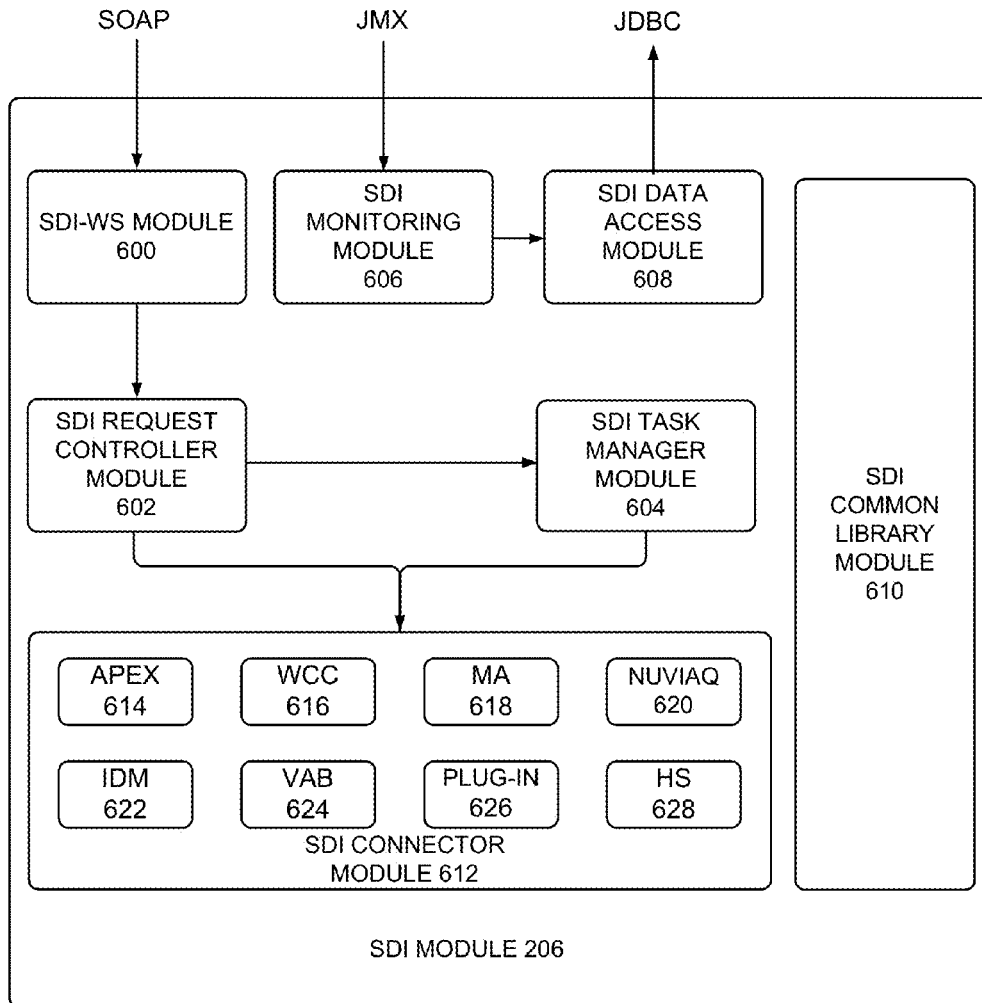 SOAP
JMX
JDBC
SDI-WS MODULE
600
SDI
MONITORING
MODULE
606
SDI DATA
ACCESS
MODULE
608
SDI REQUEST
CONTROLLER
MODULE
602
SDI TASK
MANAGER
MODULE
604
SDI
COMMON
LIBRARY
MODULE
610
APEX
614
WCC
616
MA
618
NUVIAQ
620
IDM
622
VAB
624
PLUG-IN
626
HS
628
SDI CONNECTOR
MODULE 612
SDI MODULE 206